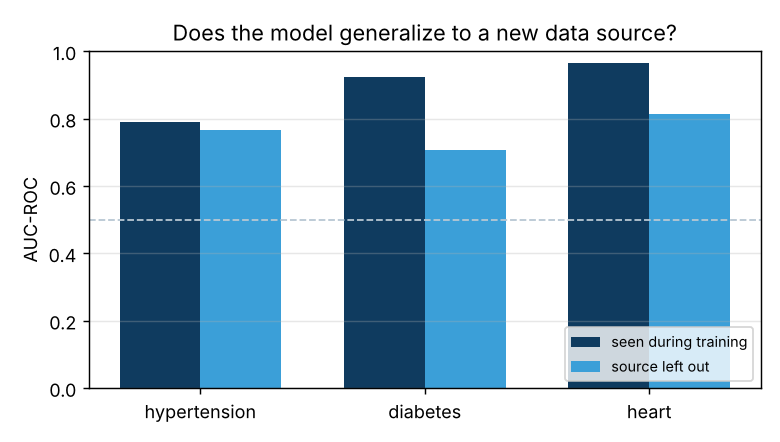 Does the model generalize to a new data source?
AUC-ROC
1.0
0.8
0.6
0.4
0.2
0.0
seen during training
source left out
hypertension
diabetes
heart